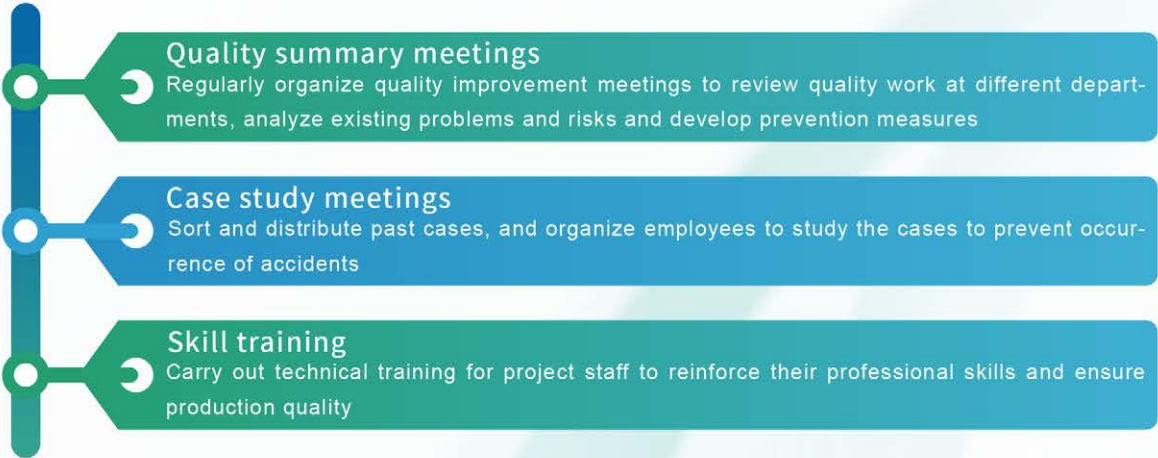 Quality summary meetings
Regularly organize quality improvement meetings to review quality work at different depart-
ments, analyze existing problems and risks and develop prevention measures
Case study meetings
Sort and distribute past cases, and organize employees to study the cases to prevent occur-
rence of accidents
Skill training
Carry out technical training for project staff to reinforce their professional skills and ensure
production quality